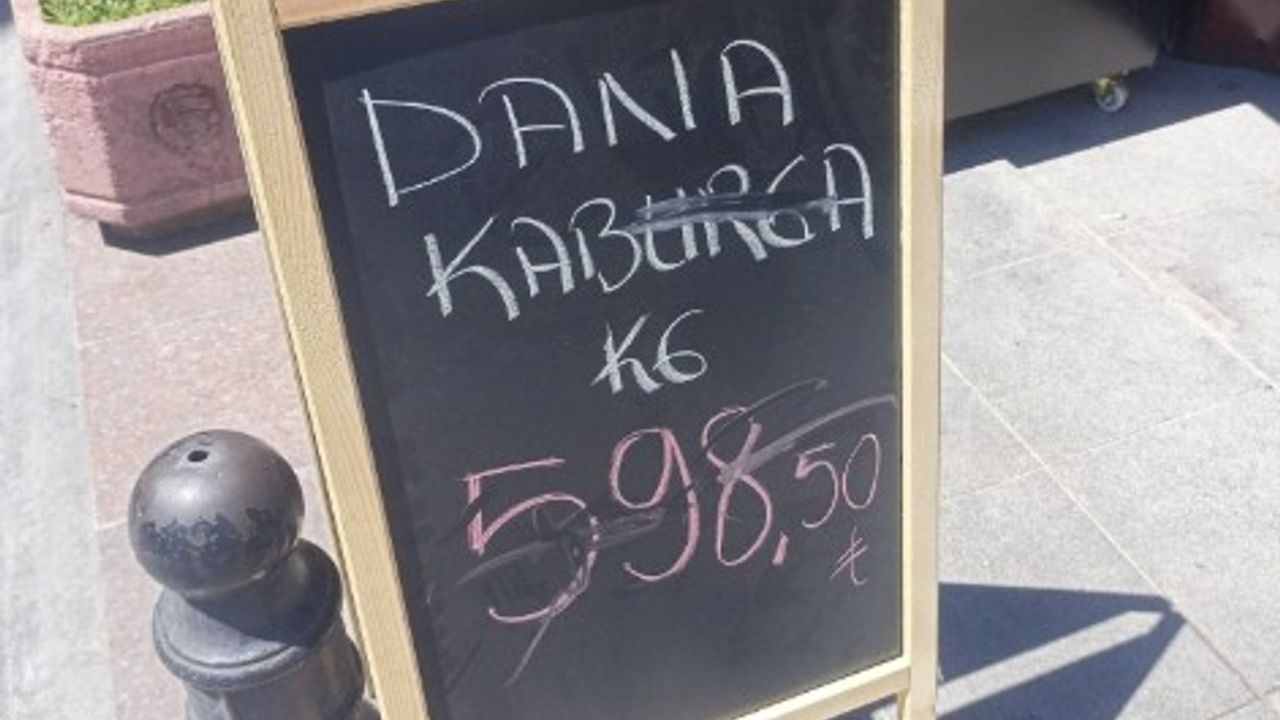 DANA
KABURGA
KG
598,50
₺